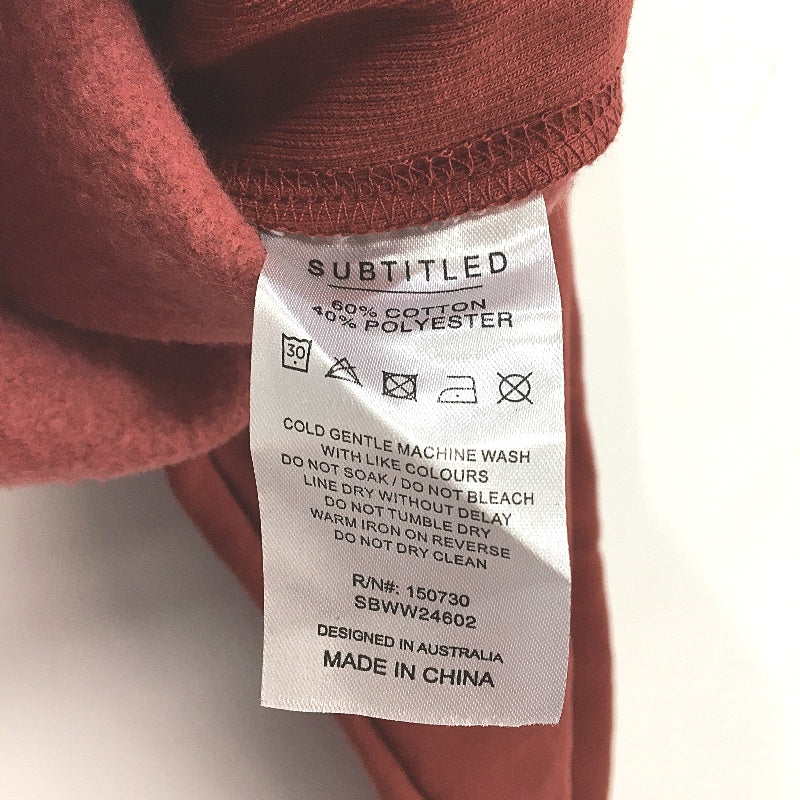 SUBTITLED
60% COTTON
40% POLYESTER
30
COLD GENTLE MACHINE WASH
WITH LIKE COLOURS
DO NOT SOAK / DO NOT BLEACH
LINE DRY WITHOUT DELAY
DO NOT TUMBLE DRY
WARM IRON ON REVERSE
DO NOT DRY CLEAN
R/N#: 150730
SBWW24602
DESIGNED IN AUSTRALIA
MADE IN CHINA